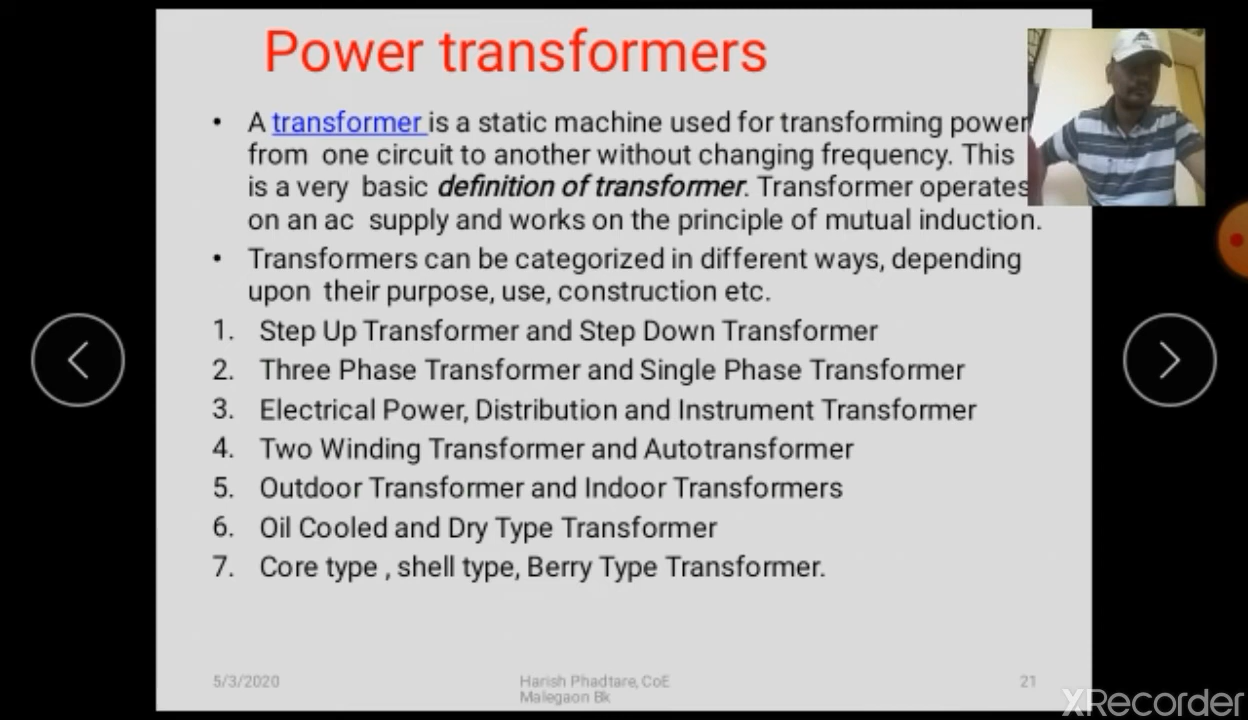 Power transformers
• A transformer is a static machine used for transforming power
from one circuit to another without changing frequency. This
is a very basic definition of transformer. Transformer operates
on an ac supply and works on the principle of mutual induction.
• Transformers can be categorized in different ways, depending
upon their purpose, use, construction etc.
1. Step Up Transformer and Step Down Transformer
2. Three Phase Transformer and Single Phase Transformer
3. Electrical Power, Distribution and Instrument Transformer
4. Two Winding Transformer and Autotransformer
5. Outdoor Transformer and Indoor Transformers
6. Oil Cooled and Dry Type Transformer
7. Core type , shell type, Berry Type Transformer.
5/3/2020
Harish Phadtare, CoE
Malegaon Bk
21
XRecorder